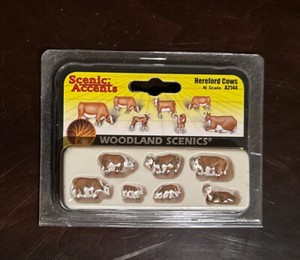 Scenic Accents
Hereford Cows
N Scale A2144
WOODLAND SCENICS®